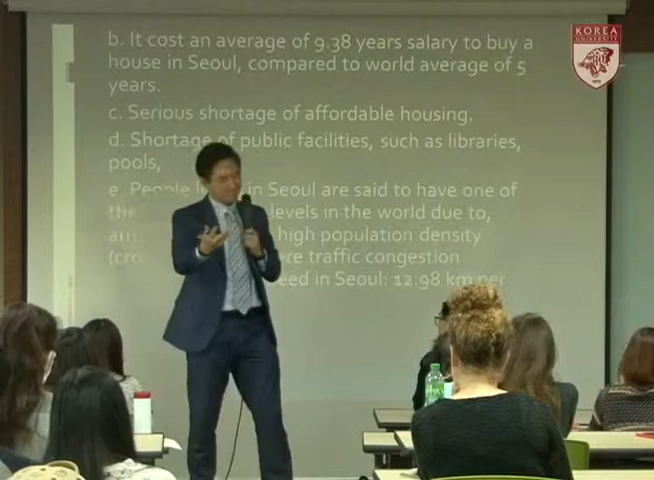 b. It cost an average of 9.38 years salary to buy a
house in Seoul, compared to world average of 5
years.
c. Serious shortage of affordable housing.
d. Shortage of public facilities, such as libraries,
pools,
e. People in Seoul are said to have one of
the levels in the world due to,
high population density
traffic congestion
in Seoul: 12.98 km per
KOREA
UNIVERSITY